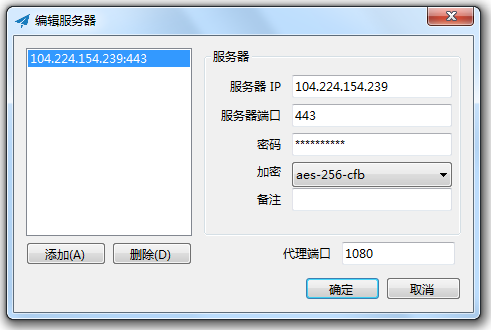 编辑服务器
104.224.154.239:443
服务器
服务器 IP 104.224.154.239
服务器端口 443
密码 **********
加密 aes-256-cfb
备注
添加(A) 删除(D)
代理端口 1080
确定 取消